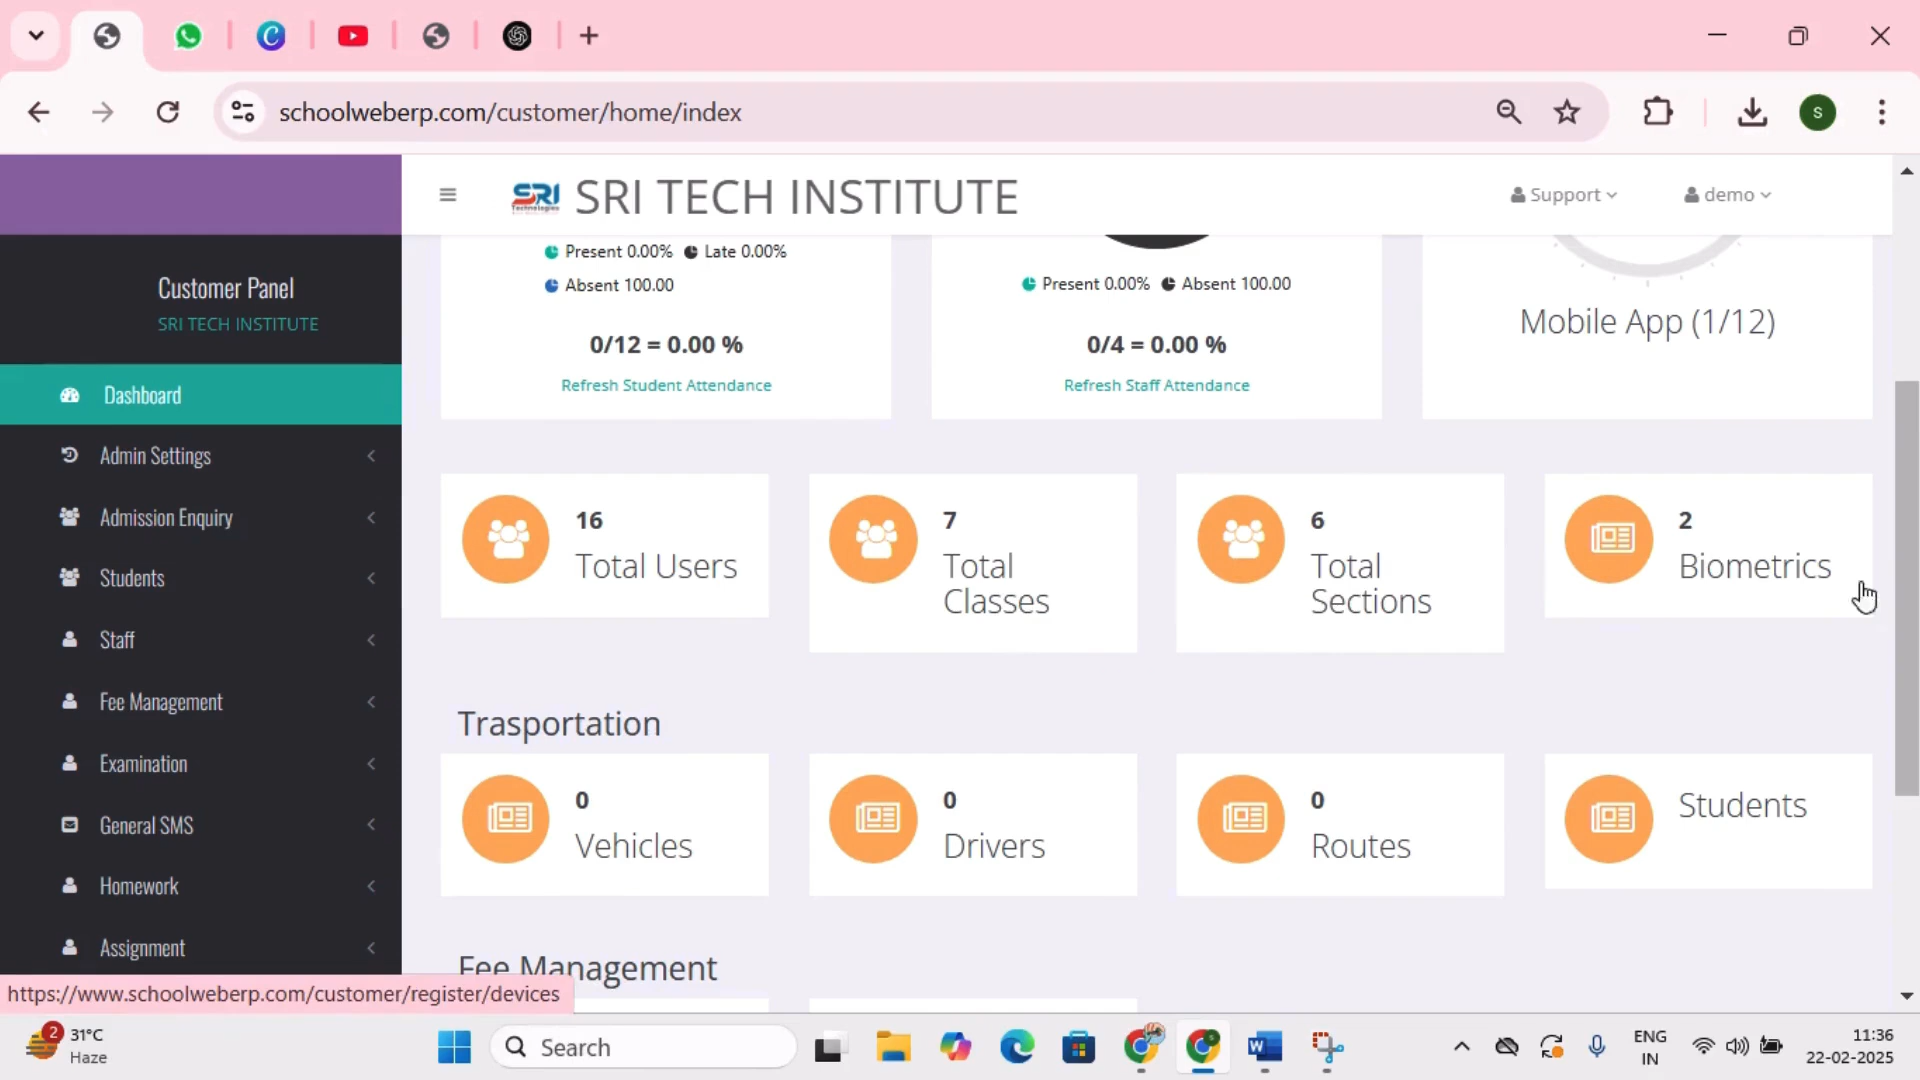 schoolweberp.com/customer/home/index
S
SRI Technologies
SRI TECH INSTITUTE
Support
demo
Customer Panel
SRI TECH INSTITUTE
Dashboard
Admin Settings
Admission Enquiry
Students
Staff
Fee Management
Examination
General SMS
Homework
Assignment
Present 0.00% Late 0.00%
Absent 100.00
0/12 = 0.00 %
Refresh Student Attendance
Present 0.00% Absent 100.00
0/4 = 0.00 %
Refresh Staff Attendance
Mobile App (1/12)
16
Total Users
7
Total
Classes
6
Total
Sections
2
Biometrics
Trasportation
0
Vehicles
0
Drivers
0
Routes
Students
Fee Management
https://www.schoolweberp.com/customer/register/devices
2
31°C
Haze
Search
ENG
IN
11:36
22-02-2025